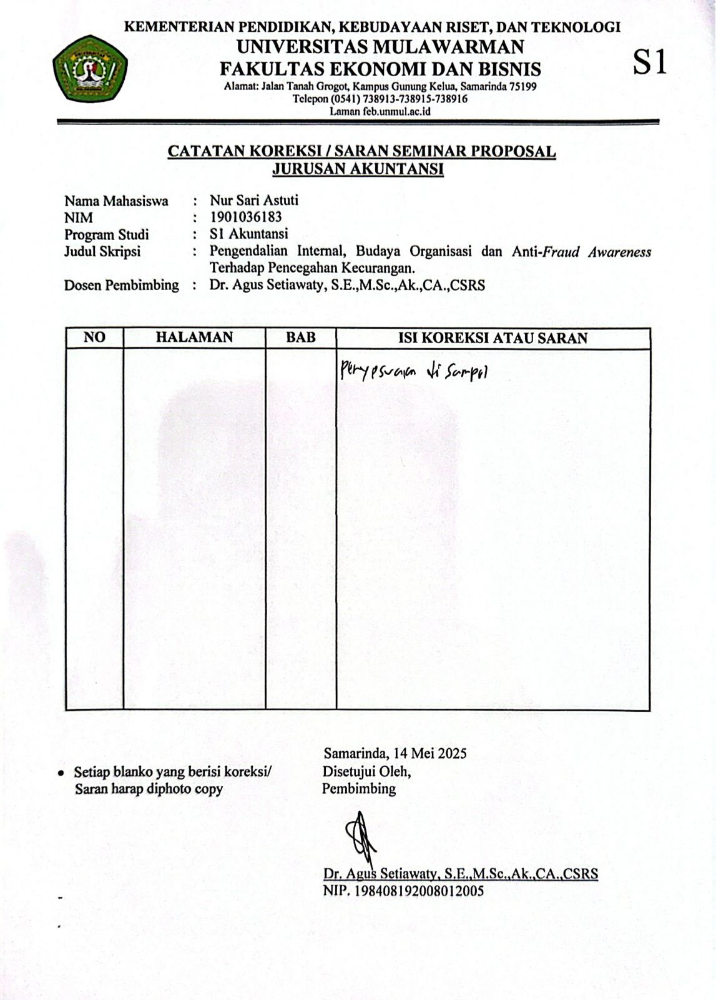 KEMENTERIAN PENDIDIKAN, KEBUDAYAAN RISET, DAN TEKNOLOGI
UNIVERSITAS MULAWARMAN
FAKULTAS EKONOMI DAN BISNIS
S1
Alamat: Jalan Tanah Grogot, Kampus Gunung Kelua, Samarinda 75199
Telepon (0541) 738913-738915-738916
Laman feb.unmul.ac.id
CATATAN KOREKSI / SARAN SEMINAR PROPOSAL
JURUSAN AKUNTANSI
Nama Mahasiswa : Nur Sari Astuti
NIM : 1901036183
Program Studi : S1 Akuntansi
Judul Skripsi : Pengendalian Internal, Budaya Organisasi dan Anti-Fraud Awareness
Terhadap Pencegahan Kecurangan.
Dosen Pembimbing : Dr. Agus Setiawaty, S.E.,M.Sc.,Ak.,CA.,CSRS
NO HALAMAN BAB ISI KOREKSI ATAU SARAN
Penyesuaian di Sampel
Samarinda, 14 Mei 2025
• Setiap blanko yang berisi koreksi/ Disetujui Oleh,
Saran harap diphoto copy Pembimbing
Dr. Agus Setiawaty, S.E.,M.Sc.,Ak.,CA.,CSRS
NIP. 198408192008012005